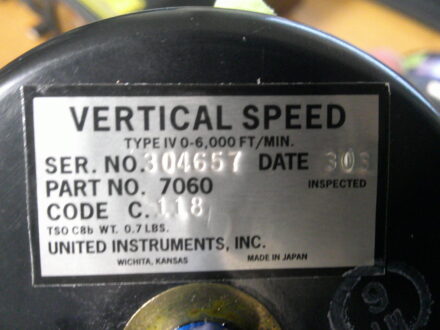 VERTICAL SPEED
TYPE IV 0-6,000 FT/MIN.
SER. NO. 304657 DATE 303
PART NO. 7060 INSPECTED
CODE C. 118
TSO C8b WT. 0.7 LBS.
UNITED INSTRUMENTS, INC.
WICHITA, KANSAS MADE IN JAPAN
9